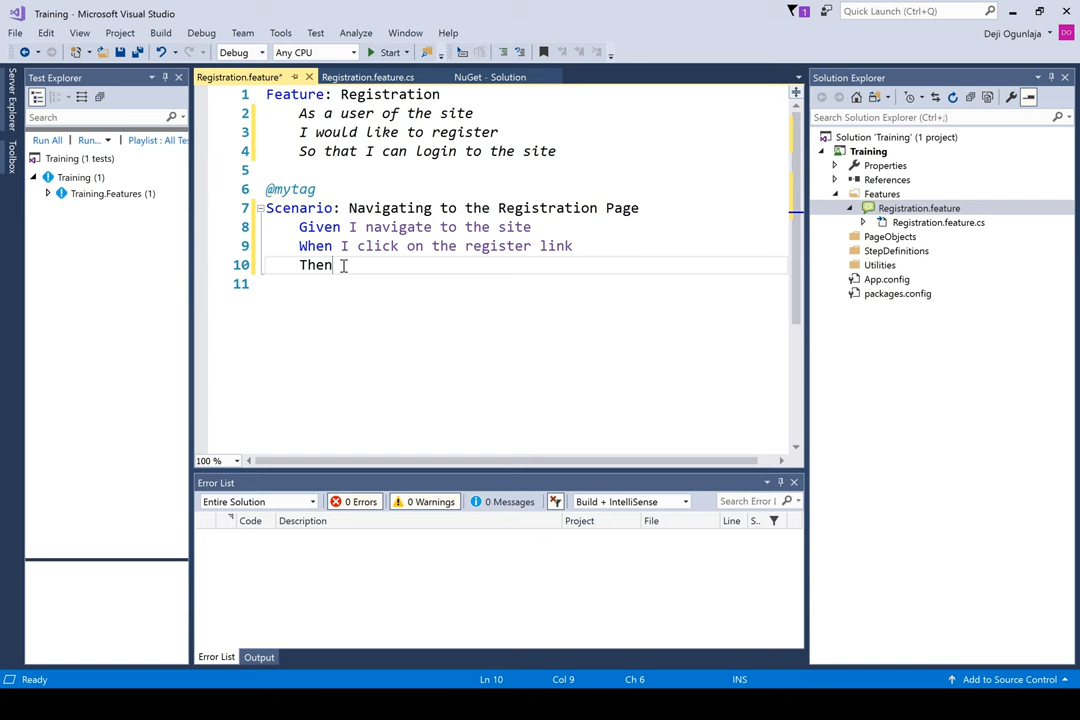 Training - Microsoft Visual Studio
1
Quick Launch (Ctrl+Q)
File Edit View Project Build Debug Team Tools Test Analyze Window Help
Deji Ogunlaja
DO
Debug Any CPU Start
Server Explorer
Toolbox
Test Explorer
Search
Run All Run... Playlist : All Tes
Training (1 tests)
Training (1)
Training.Features (1)
Registration.feature* Registration.feature.cs NuGet - Solution
1 Feature: Registration
2 As a user of the site
3 I would like to register
4 So that I can login to the site
5
6 @mytag
7 Scenario: Navigating to the Registration Page
8 Given I navigate to the site
9 When I click on the register link
10 Then
11
100 %
Solution Explorer
Search Solution Explorer (Ctrl+;)
Solution 'Training' (1 project)
Training
Properties
References
Features
Registration.feature
Registration.feature.cs
PageObjects
StepDefinitions
Utilities
App.config
packages.config
Error List
Entire Solution 0 Errors 0 Warnings 0 Messages Build + IntelliSense Search Error L
Code Description Project File Line S..
Error List Output
Ready Ln 10 Col 9 Ch 6 INS Add to Source Control